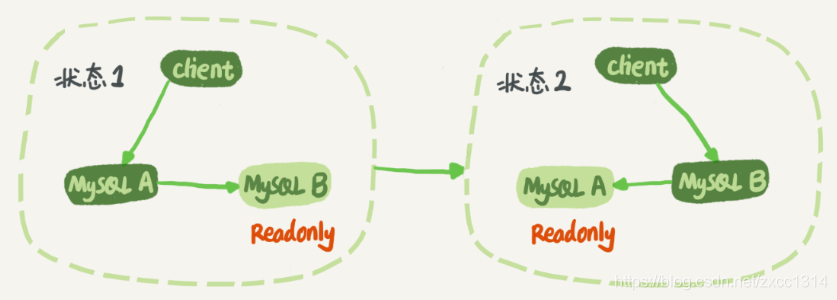 状态1
client
MySQL A
MySQL B
Readonly
状态2
client
MySQL A
MySQL B
Readonly
https://blog.csdn.net/zxcc1314